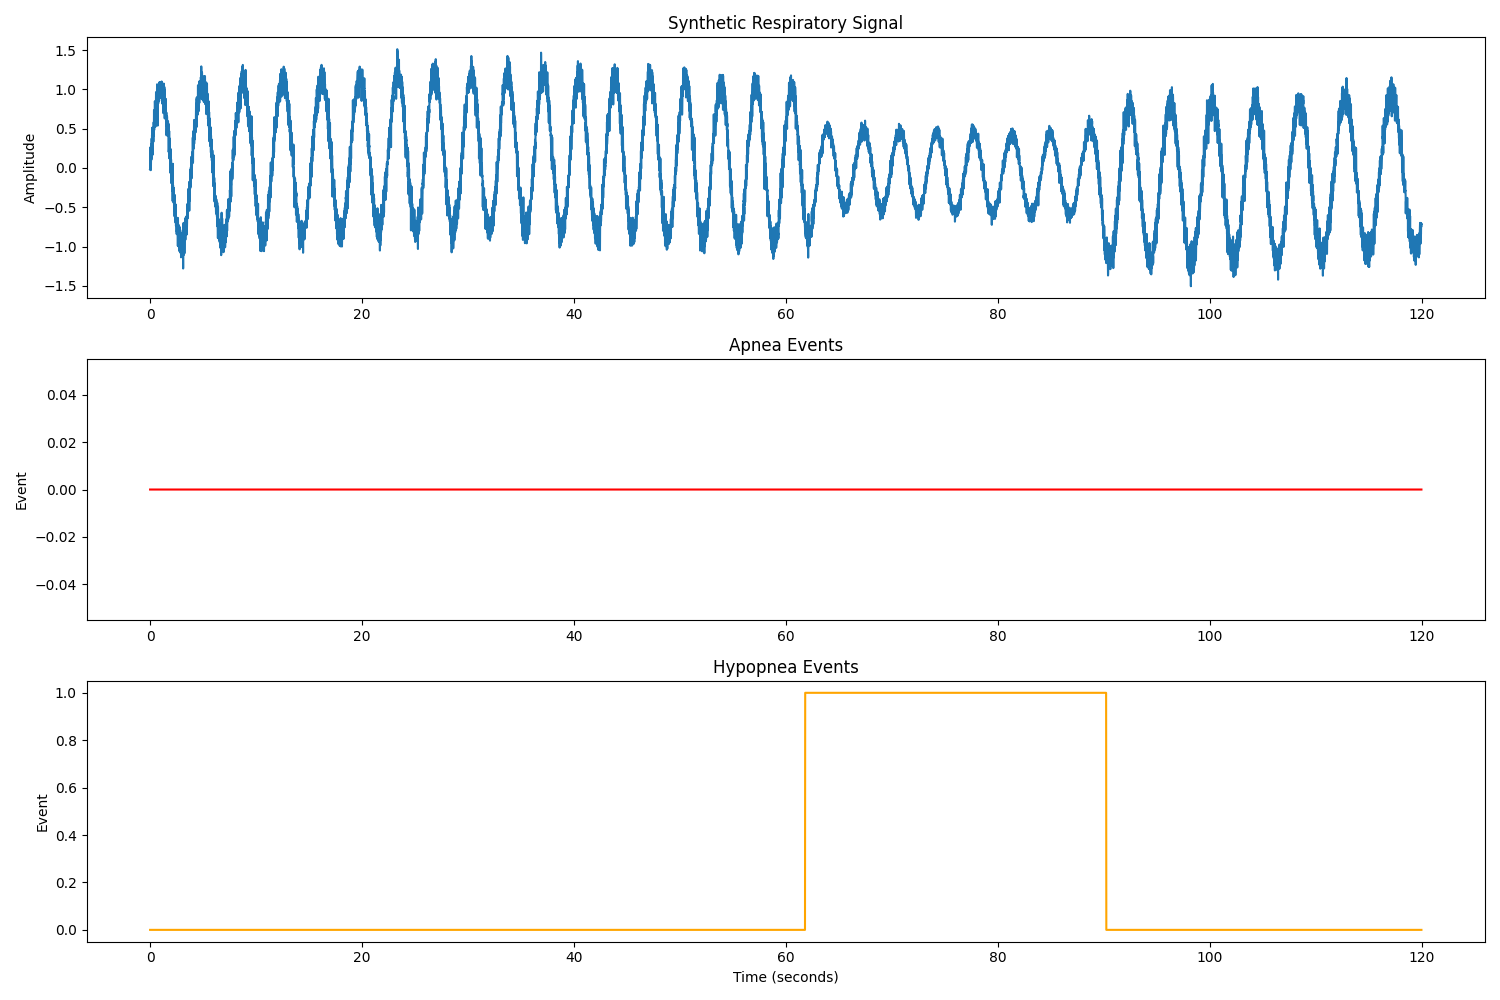 Synthetic Respiratory Signal
Amplitude
1.5
1.0
0.5
0.0
−0.5
−1.0
−1.5
0 20 40 60 80 100 120
Apnea Events
Event
0.04
0.02
0.00
−0.02
−0.04
0 20 40 60 80 100 120
Hypopnea Events
Event
1.0
0.8
0.6
0.4
0.2
0.0
0 20 40 60 80 100 120
Time (seconds)